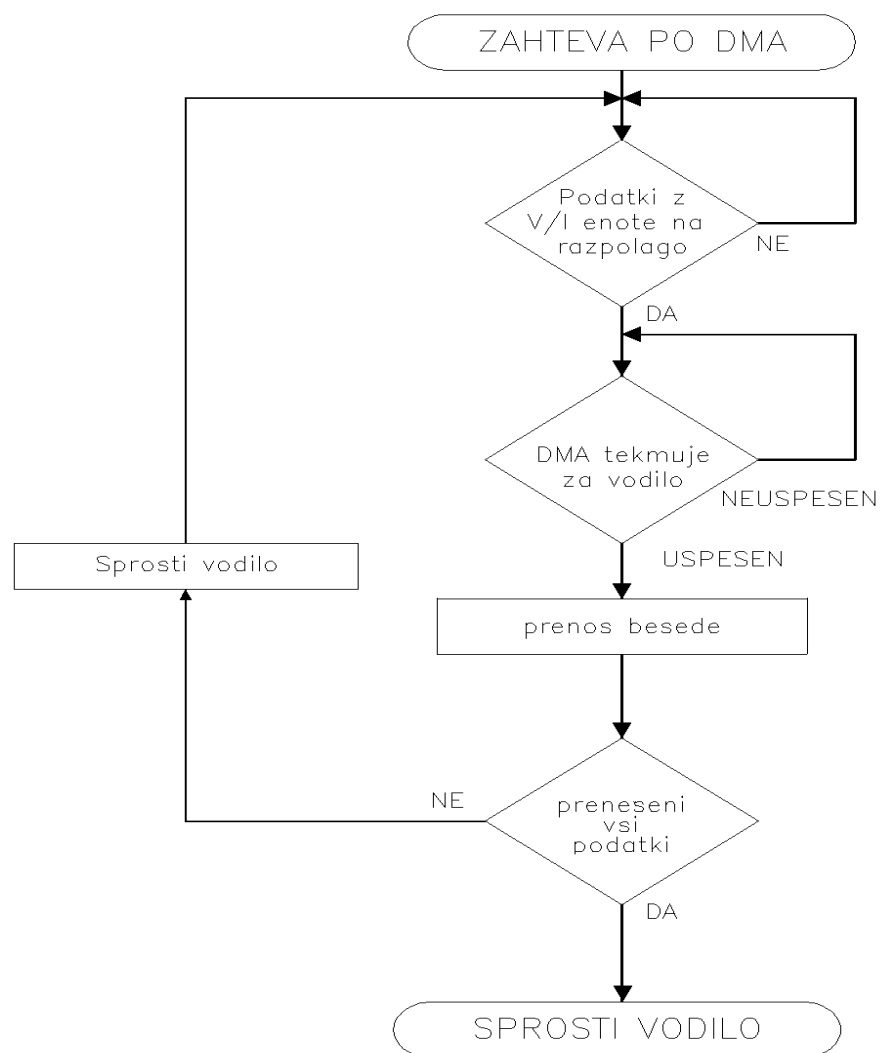 ZAHTEVA PO DMA
Podatki z
V/I enote na
razpolago
NE
DA
DMA tekmuje
za vodilo
NEUSPESEN
USPESEN
Sprosti vodilo
prenos besede
NE
preneseni
vsi
podatki
DA
SPROSTI VODILO